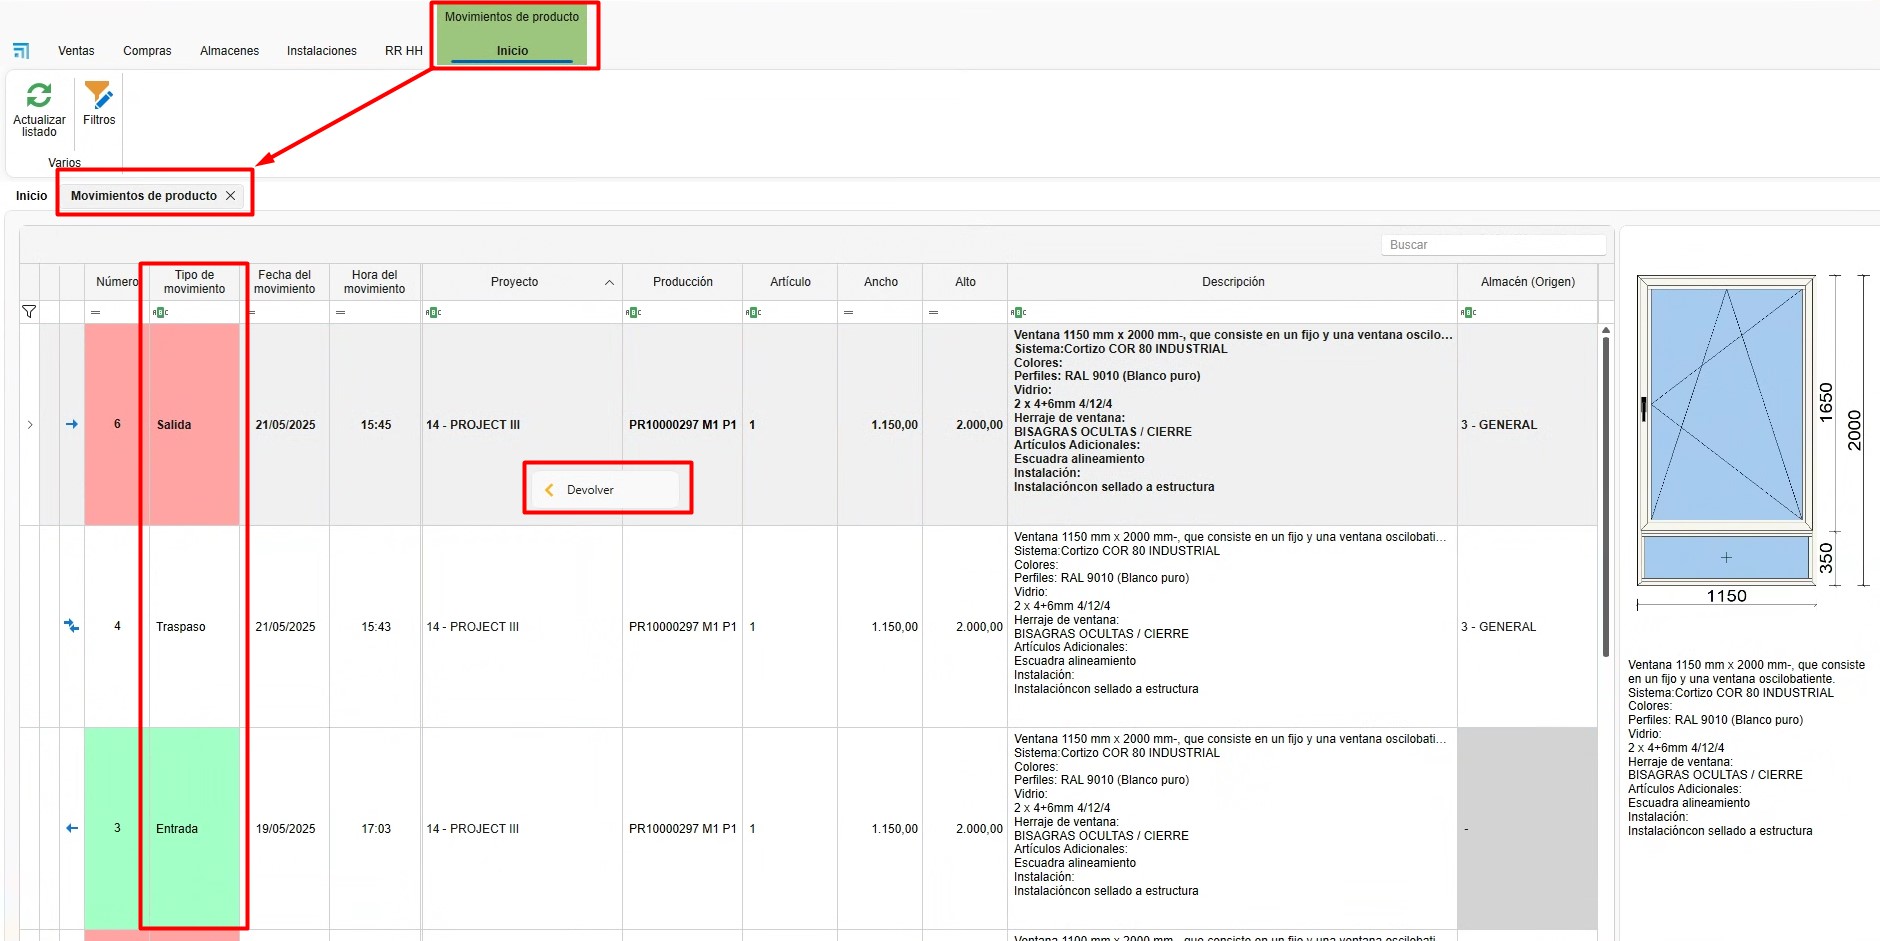 Movimientos de producto
Ventas Compras Almacenes Instalaciones RR HH Inicio
Actualizar listado
Filtros
Varios
Inicio Movimientos de producto
Buscar
Número Tipo de movimiento Fecha del movimiento Hora del movimiento Proyecto Producción Artículo Ancho Alto Descripción Almacén (Origen)
6 Salida 21/05/2025 15:45 14 - PROJECT III PR10000297 M1 P1 1 1.150,00 2.000,00
Ventana 1150 mm x 2000 mm-, que consiste en un fijo y una ventana oscilo...
Sistema:Cortizo COR 80 INDUSTRIAL
Colores:
Perfiles: RAL 9010 (Blanco puro)
Vidrio:
2 x 4+6mm 4/12/4
Herraje de ventana:
BISAGRAS OCULTAS / CIERRE
Artículos Adicionales:
Escuadra alineamiento
Instalación:
Instalacióncon sellado a estructura
3 - GENERAL
Devolver
4 Traspaso 21/05/2025 15:43 14 - PROJECT III PR10000297 M1 P1 1 1.150,00 2.000,00
Ventana 1150 mm x 2000 mm-, que consiste en un fijo y una ventana oscilobati...
Sistema:Cortizo COR 80 INDUSTRIAL
Colores:
Perfiles: RAL 9010 (Blanco puro)
Vidrio:
2 x 4+6mm 4/12/4
Herraje de ventana:
BISAGRAS OCULTAS / CIERRE
Artículos Adicionales:
Escuadra alineamiento
Instalación:
Instalacióncon sellado a estructura
3 - GENERAL
3 Entrada 19/05/2025 17:03 14 - PROJECT III PR10000297 M1 P1 1 1.150,00 2.000,00
Ventana 1150 mm x 2000 mm-, que consiste en un fijo y una ventana oscilobati...
Sistema:Cortizo COR 80 INDUSTRIAL
Colores:
Perfiles: RAL 9010 (Blanco puro)
Vidrio:
2 x 4+6mm 4/12/4
Herraje de ventana:
BISAGRAS OCULTAS / CIERRE
Artículos Adicionales:
Escuadra alineamiento
Instalación:
Instalacióncon sellado a estructura
-
1650
2000
350
1150
Ventana 1150 mm x 2000 mm-, que consiste
en un fijo y una ventana oscilobatiente.
Sistema:Cortizo COR 80 INDUSTRIAL
Colores:
Perfiles: RAL 9010 (Blanco puro)
Vidrio:
2 x 4+6mm 4/12/4
Herraje de ventana:
BISAGRAS OCULTAS / CIERRE
Artículos Adicionales:
Escuadra alineamiento
Instalación:
Instalacióncon sellado a estructura